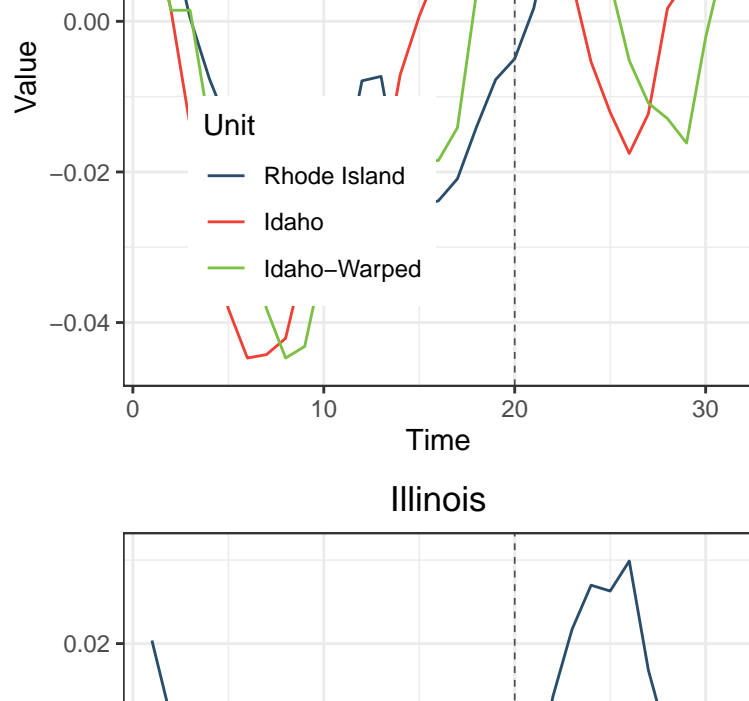 0.00
Value
Unit
Rhode Island
−0.02
Idaho
Idaho−Warped
−0.04
0 10 20 30
Time
Illinois
0.02